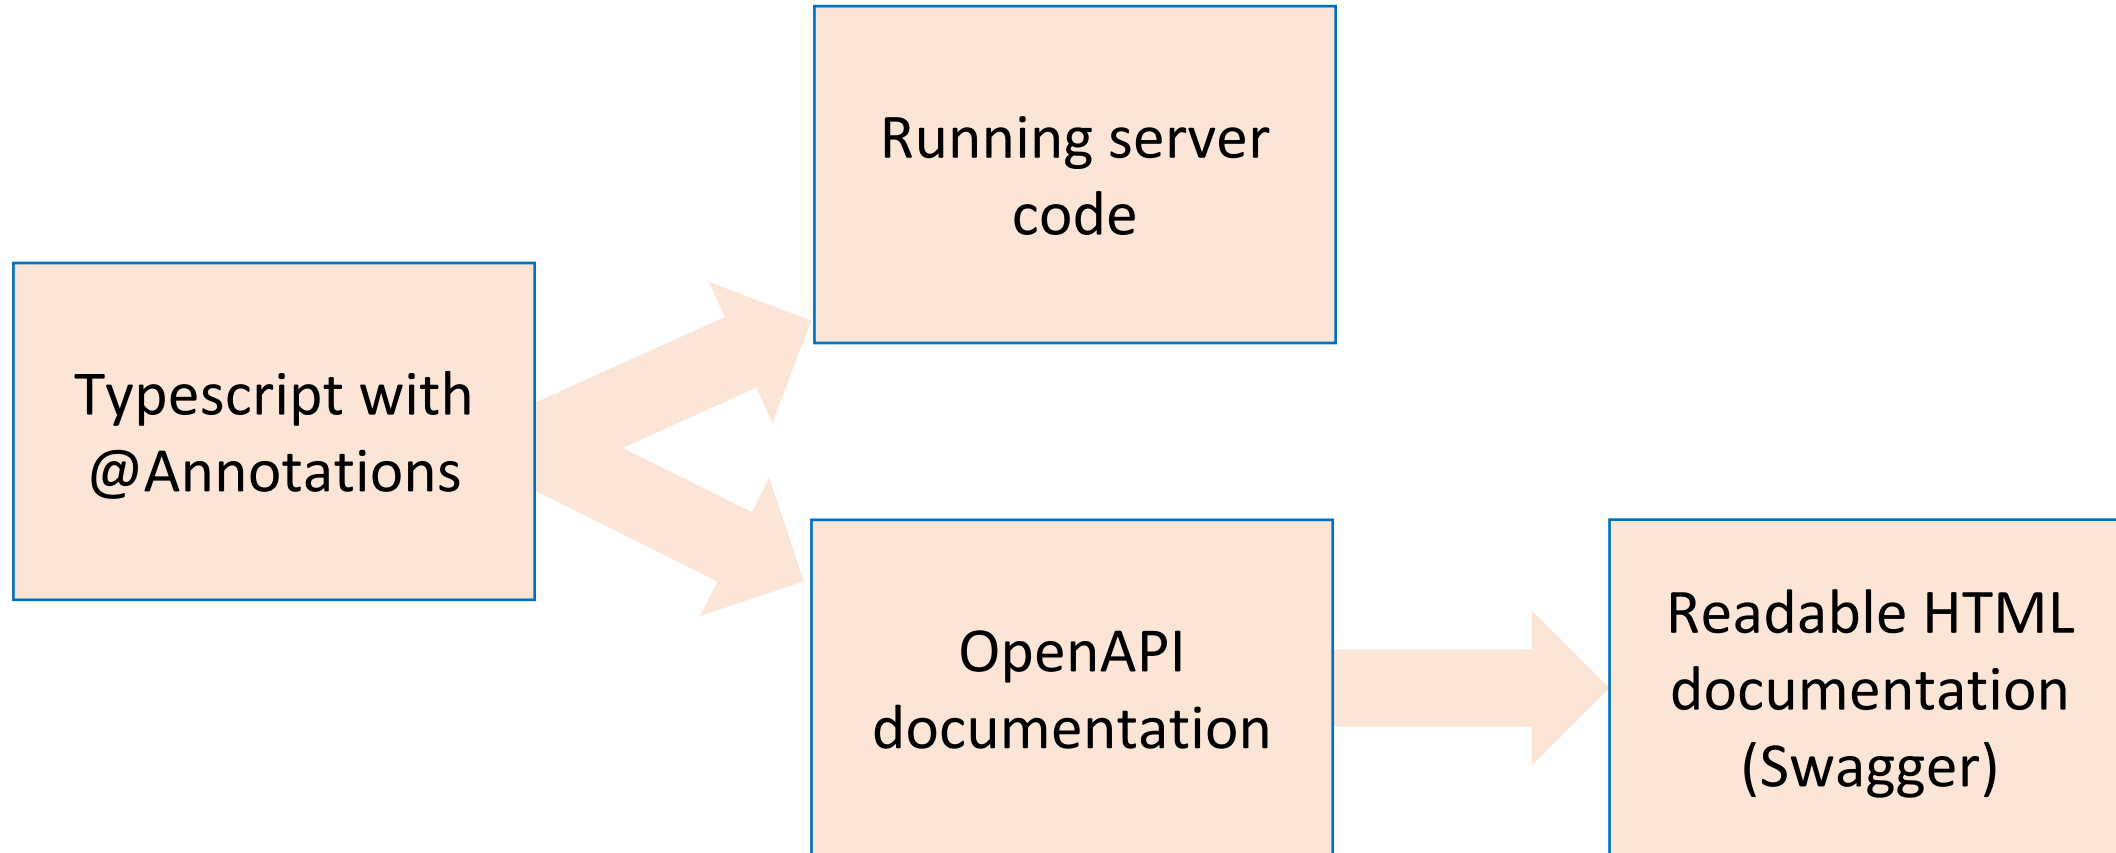 Running server
code
Typescript with
@Annotations
OpenAPI
documentation
Readable HTML
documentation
(Swagger)